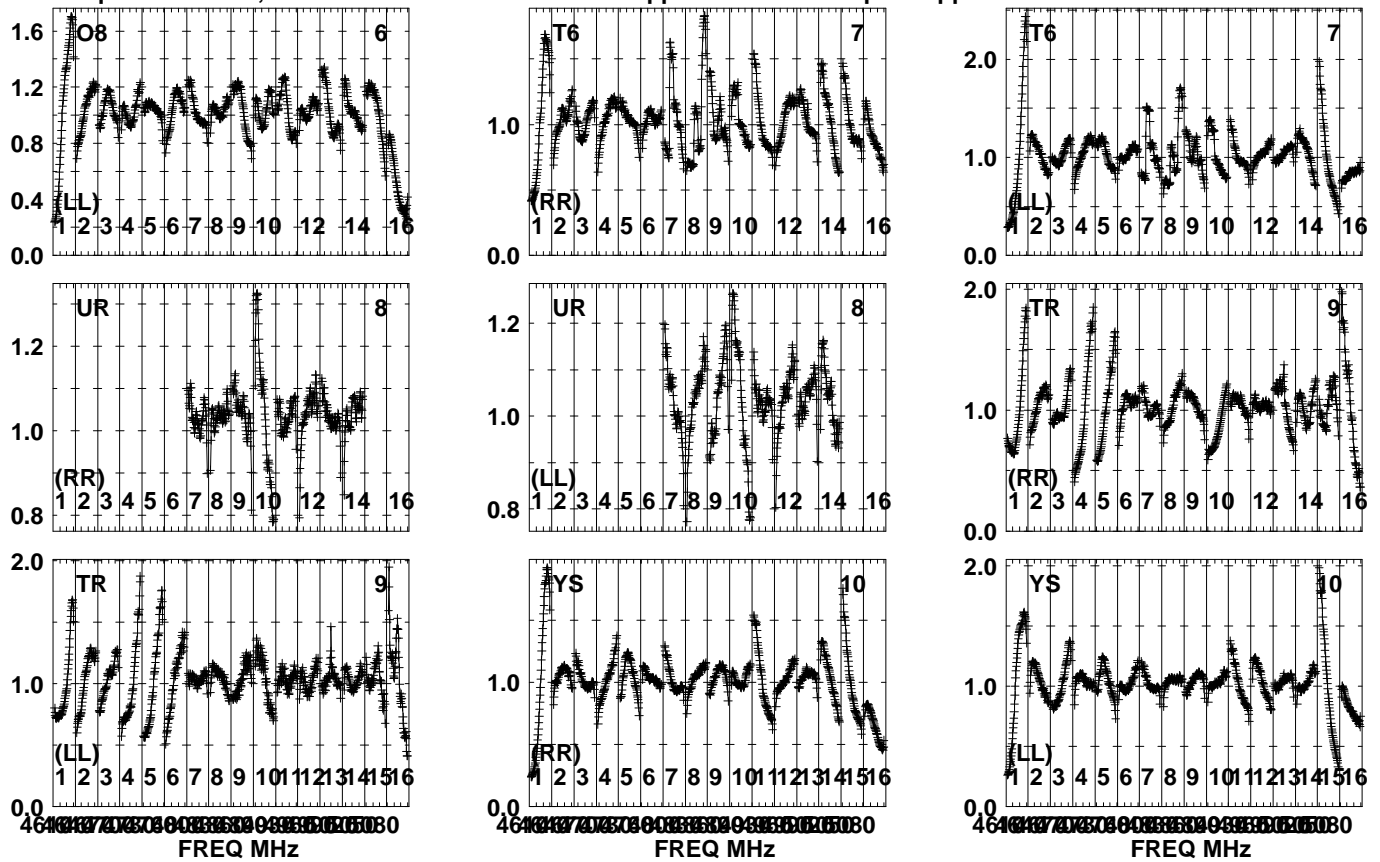 1.6 O8 6
1.2
0.8
0.4 (LL)
1 2 3 4 5 6 7 8 9 10 12 14 16
0.0
T6 7
1.0
(RR)
1 2 3 4 5 6 7 8 9 10 12 14 16
0.0
2.0 T6 7
1.0
(LL)
1 2 3 4 5 6 7 8 9 10 12 14 16
0.0
UR 8
1.2
1.0
(RR)
1 2 3 4 5 6 7 8 9 10 12 14 16
0.8
UR 8
1.2
1.0
(LL)
1 2 3 4 5 6 7 8 9 10 12 14 16
0.8
2.0 TR 9
1.0
(RR)
1 2 3 4 5 6 7 8 9 10 12 14 16
0.0
2.0 TR 9
1.0
(LL)
1 2 3 4 5 6 7 8 9 10 11 12 13 15 16
0.0
FREQ MHz
YS 10
1.0
(RR)
1 2 3 4 5 6 7 8 9 10 11 12 13 14 15 16
0.0
FREQ MHz
2.0 YS 10
1.0
(LL)
1 2 3 4 5 6 7 8 9 10 11 12 13 14 15 16
0.0
FREQ MHz